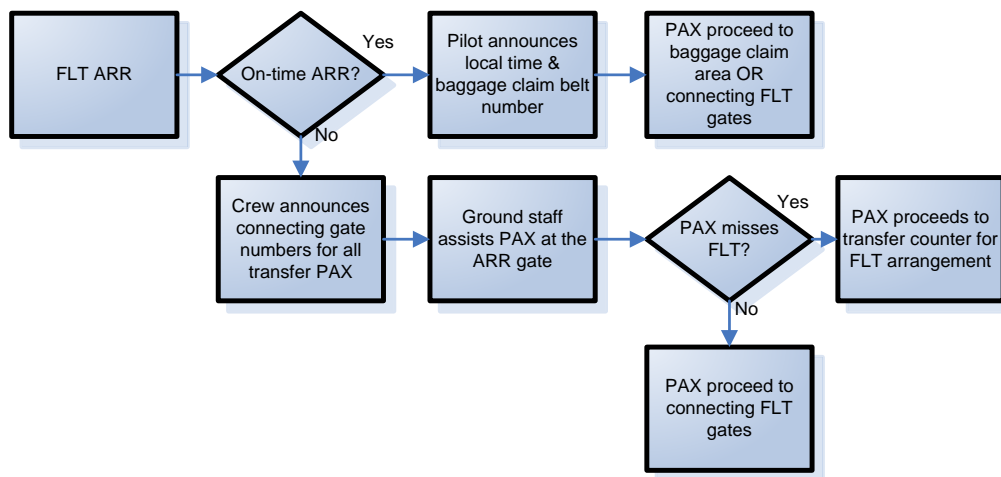 FLT ARR
On-time ARR?
Yes
Pilot announces
local time &
baggage claim belt
number
PAX proceed to
baggage claim
area OR
connecting FLT
gates
No
Crew announces
connecting gate
numbers for all
transfer PAX
Ground staff
assists PAX at the
ARR gate
PAX misses
FLT?
Yes
PAX proceeds to
transfer counter for
FLT arrangement
No
PAX proceed to
connecting FLT
gates